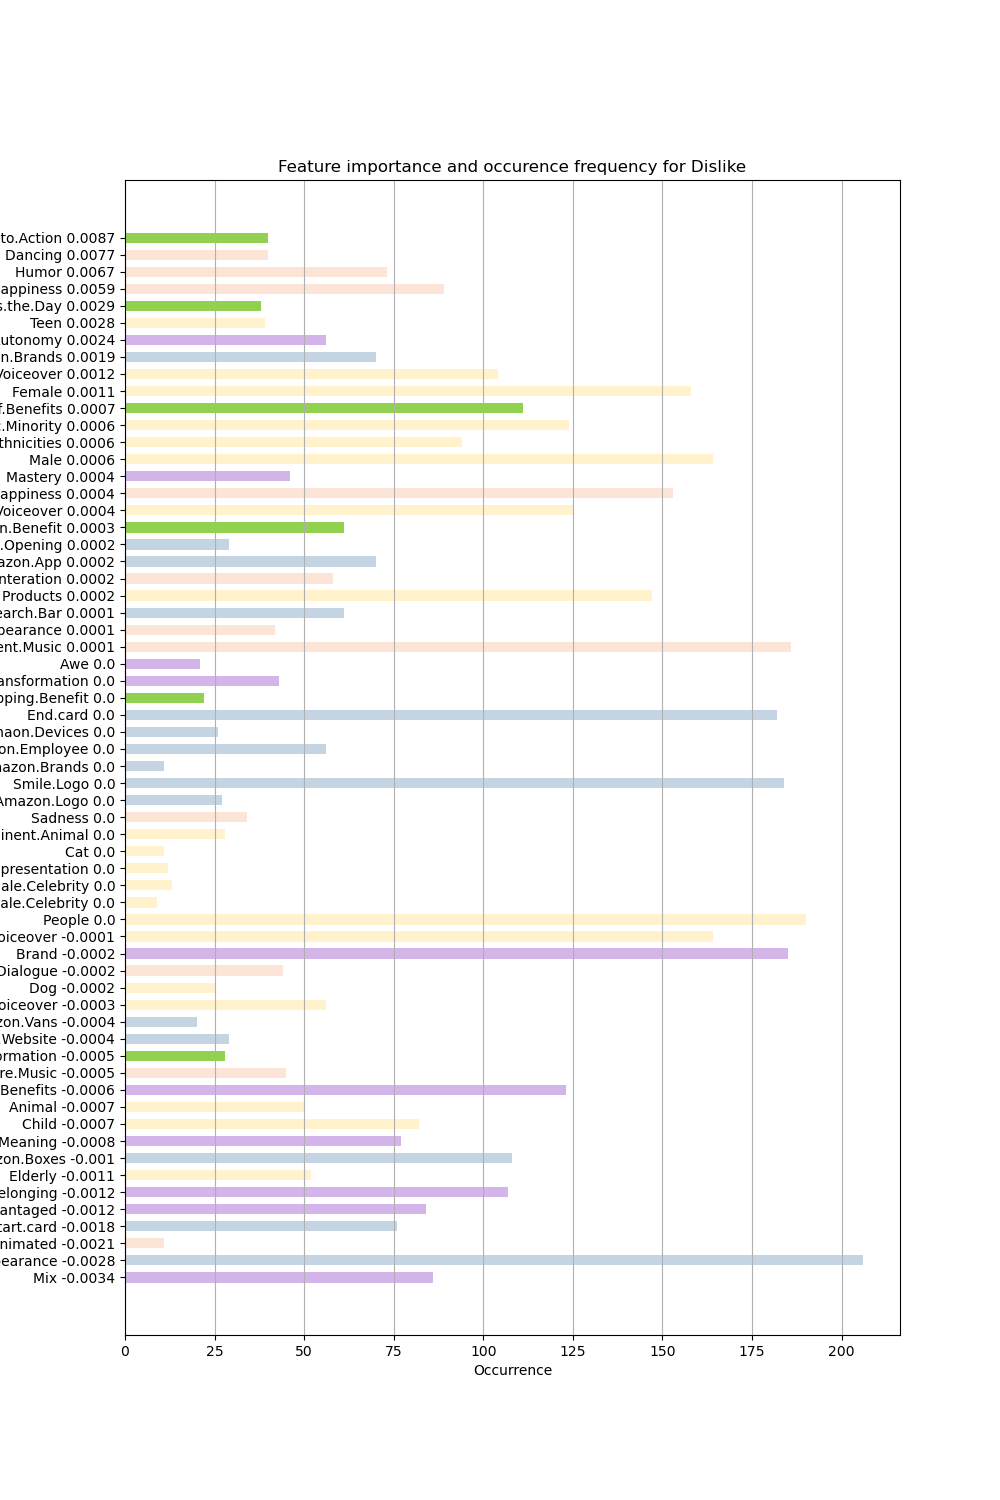 Feature importance and occurence frequency for Dislike
to.Action 0.0087
Dancing 0.0077
Humor 0.0067
appiness 0.0059
s.the.Day 0.0029
Teen 0.0028
utonomy 0.0024
n.Brands 0.0019
Voiceover 0.0012
Female 0.0011
f.Benefits 0.0007
c.Minority 0.0006
thnicities 0.0006
Male 0.0006
Mastery 0.0004
appiness 0.0004
Voiceover 0.0004
n.Benefit 0.0003
.Opening 0.0002
azon.App 0.0002
nteration 0.0002
Products 0.0002
earch.Bar 0.0001
pearance 0.0001
ent.Music 0.0001
Awe 0.0
ansformation 0.0
pping.Benefit 0.0
End.card 0.0
naon.Devices 0.0
on.Employee 0.0
nazon.Brands 0.0
Smile.Logo 0.0
Amazon.Logo 0.0
Sadness 0.0
inent.Animal 0.0
Cat 0.0
presentation 0.0
ale.Celebrity 0.0
ale.Celebrity 0.0
People 0.0
oiceover -0.0001
Brand -0.0002
Dialogue -0.0002
Dog -0.0002
oiceover -0.0003
zon.Vans -0.0004
.Website -0.0004
ormation -0.0005
re.Music -0.0005
Benefits -0.0006
Animal -0.0007
Child -0.0007
Meaning -0.0008
zon.Boxes -0.001
Elderly -0.0011
elonging -0.0012
antaged -0.0012
tart.card -0.0018
nimated -0.0021
earance -0.0028
Mix -0.0034
0 25 50 75 100 125 150 175 200
Occurrence